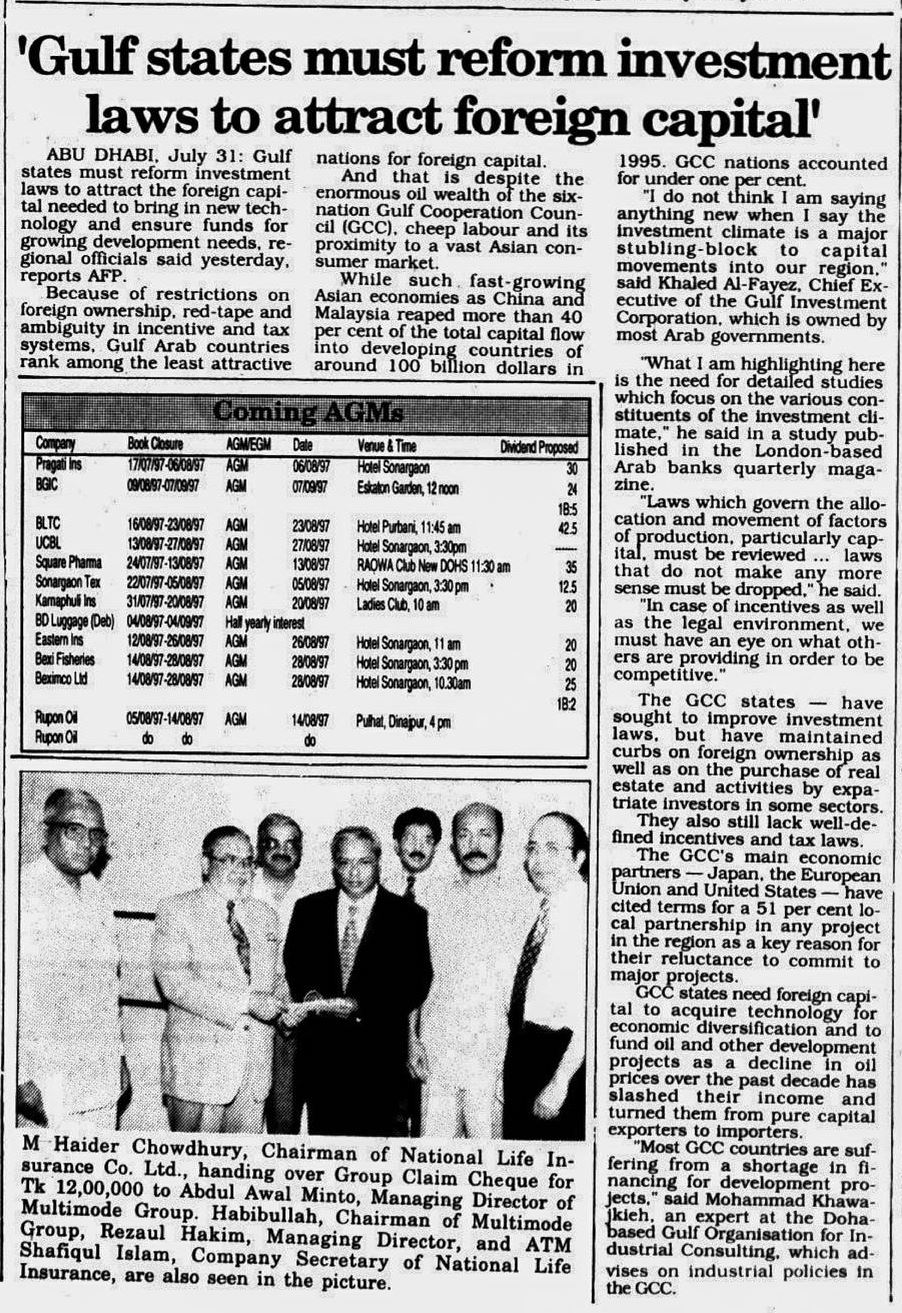 'Gulf states must reform investment
laws to attract foreign capital'
ABU DHABI, July 31: Gulf
states must reform investment
laws to attract the foreign capi-
tal needed to bring in new tech-
nology and ensure funds for
growing development needs, re-
gional officials said yesterday,
reports AFP.
Because of restrictions on
foreign ownership, red-tape and
ambiguity in incentive and tax
systems, Gulf Arab countries
rank among the least attractive
nations for foreign capital.
And that is despite the
enormous oil wealth of the six-
nation Gulf Cooperation Coun-
cil (GCC), cheep labour and its
proximity to a vast Asian con-
sumer market.
While such fast-growing
Asian economies as China and
Malaysia reaped more than 40
per cent of the total capital flow
into developing countries of
around 100 billion dollars in
1995. GCC nations accounted
for under one per cent.
"I do not think I am saying
anything new when I say the
investment climate is a major
stubling-block to capital
movements into our region,"
said Khaled Al-Fayez, Chief Ex-
ecutive of the Gulf Investment
Corporation, which is owned by
most Arab governments.
"What I am highlighting here
is the need for detailed studies
which focus on the various con-
stituents of the investment cli-
mate," he said in a study pub-
lished in the London-based
Arab banks quarterly maga-
zine.
"Laws which govern the allo-
cation and movement of factors
of production, particularly cap-
ital, must be reviewed ... laws
that do not make any more
sense must be dropped," he said.
"In case of incentives as well
as the legal environment, we
must have an eye on what oth-
ers are providing in order to be
competitive."
The GCC states — have
sought to improve investment
laws, but have maintained
curbs on foreign ownership as
well as on the purchase of real
estate and activities by expa-
triate investors in some sectors.
They also still lack well-de-
fined incentives and tax laws.
The GCC's main economic
partners — Japan, the European
Union and United States — have
cited terms for a 51 per cent lo-
cal partnership in any project
in the region as a key reason for
their reluctance to commit to
major projects.
GCC states need foreign capi-
tal to acquire technology for
economic diversification and to
fund oil and other development
projects as a decline in oil
prices over the past decade has
slashed their income and
turned them from pure capital
exporters to importers.
"Most GCC countries are suf-
fering from a shortage in fi-
nancing for development pro-
jects," said Mohammad Khawa-
jkieh, an expert at the Doha-
based Gulf Organisation for In-
dustrial Consulting, which ad-
vises on industrial policies in
the GCC.
Coming AGMs
Company Book Closure AGM/EGM Date Venue & Time Dividend Proposed
Pragati Ins 17/07/97-06/08/97 AGM 06/08/97 Hotel Sonargaon 30
BGIC 09/08/97-07/09/97 AGM 07/09/97 Eskaton Garden, 12 noon 24
1B:5
BLTC 16/08/97-23/08/97 AGM 23/08/97 Hotel Purbani, 11:45 am 42.5
UCBL 13/08/97-27/08/97 AGM 27/08/97 Hotel Sonargaon, 3:30pm -----
Square Pharma 24/07/97-13/08/97 AGM 13/08/97 RAOWA Club New DOHS 11:30 am 35
Sonargaon Tex 22/07/97-05/08/97 AGM 05/08/97 Hotel Sonargaon, 3:30 pm 12.5
Karnaphuli Ins 31/07/97-20/08/97 AGM 20/08/97 Ladies Club, 10 am 20
BD Luggage (Deb) 04/08/97-04/09/97 Half yearly interest
Eastern Ins 12/08/97-26/08/97 AGM 26/08/97 Hotel Sonargaon, 11 am 20
Bexi Fisheries 14/08/97-28/08/97 AGM 28/08/97 Hotel Sonargaon, 3:30 pm 20
Beximco Ltd 14/08/97-28/08/97 AGM 28/08/97 Hotel Sonargaon, 10.30am 25
1B:2
Rupon Oil 05/08/97-14/08/97 AGM 14/08/97 Pulhat, Dinajpur, 4 pm
Rupon Oil do do do
M Haider Chowdhury, Chairman of National Life In-
surance Co. Ltd., handing over Group Claim Cheque for
Tk 12,00,000 to Abdul Awal Minto, Managing Director of
Multimode Group. Habibullah, Chairman of Multimode
Group, Rezaul Hakim, Managing Director, and ATM
Shafiqul Islam, Company Secretary of National Life
Insurance, are also seen in the picture.